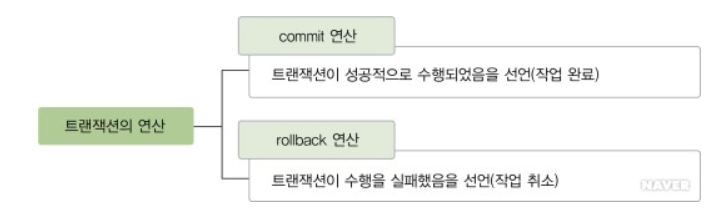 commit 연산
트랜잭션이 성공적으로 수행되었음을 선언(작업 완료)
트랜잭션의 연산
rollback 연산
트랜잭션이 수행을 실패했음을 선언(작업 취소)
NAVER